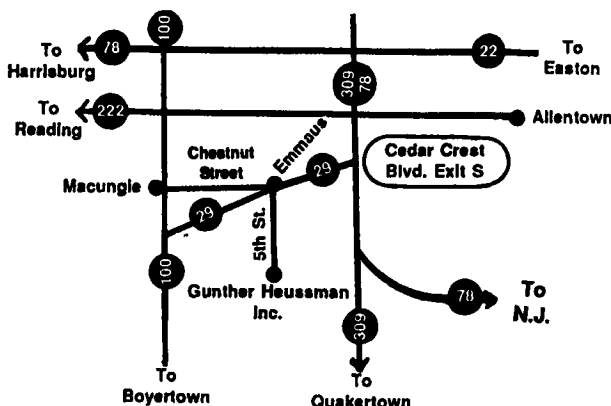 100
To
Harrisburg
78
22
To
Easton
309
78
To
Reading
222
Allentown
Chestnut
Street
Emmous
29
Cedar Crest
Blvd. Exit S
Macungie
29
5th St.
100
Gunther Heussman
Inc.
78
To
N.J.
309
To
Boyertown
To
Quakertown